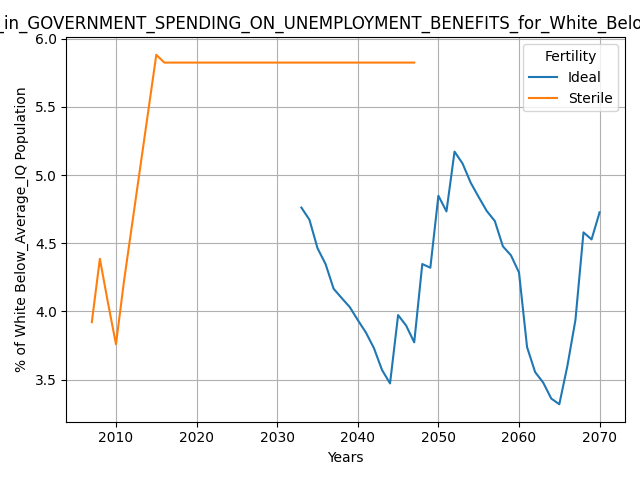 _in_GOVERNMENT_SPENDING_ON_UNEMPLOYMENT_BENEFITS_for_White_Belo
% of White Below_Average_IQ Population
6.0
5.5
5.0
4.5
4.0
3.5
Fertility
Ideal
Sterile
2010 2020 2030 2040 2050 2060 2070
Years